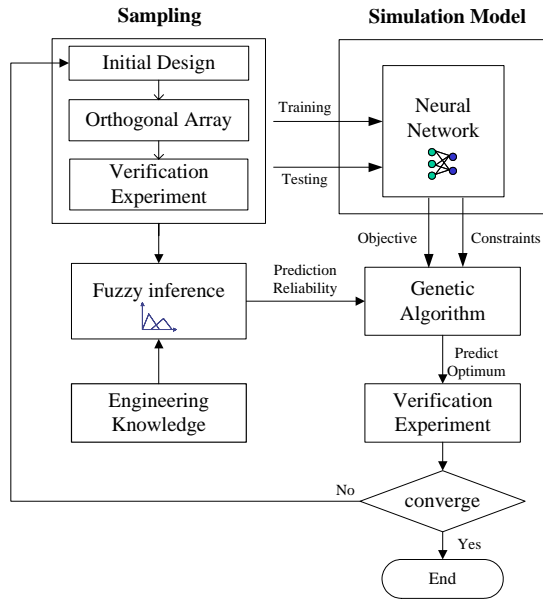 Sampling
Simulation Model
Initial Design
Orthogonal Array
Verification
Experiment
Training
Testing
Neural
Network
Objective
Constraints
Fuzzy inference
Prediction
Reliability
Genetic
Algorithm
Engineering
Knowledge
Predict
Optimum
Verification
Experiment
No
converge
Yes
End